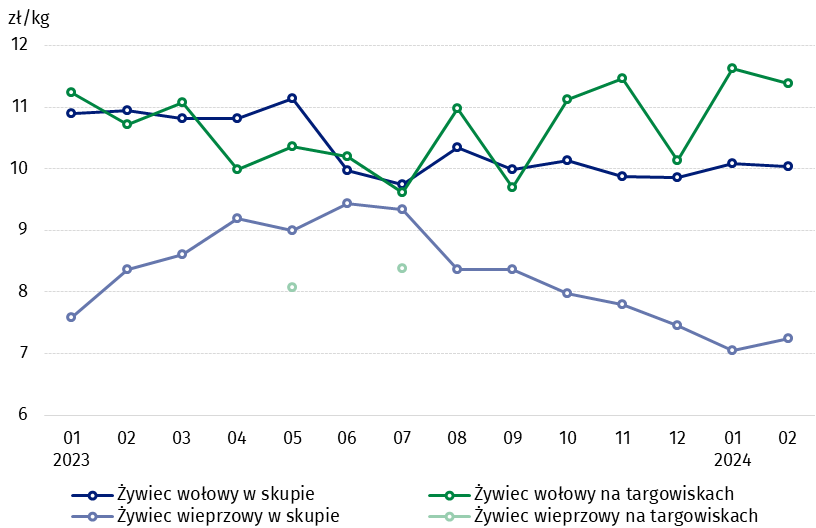 zł/kg
12
11
10
9
8
7
6
01 02 03 04 05 06 07 08 09 10 11 12 01 02
2023 2024
Żywiec wołowy w skupie Żywiec wołowy na targowiskach
Żywiec wieprzowy w skupie Żywiec wieprzowy na targowiskach